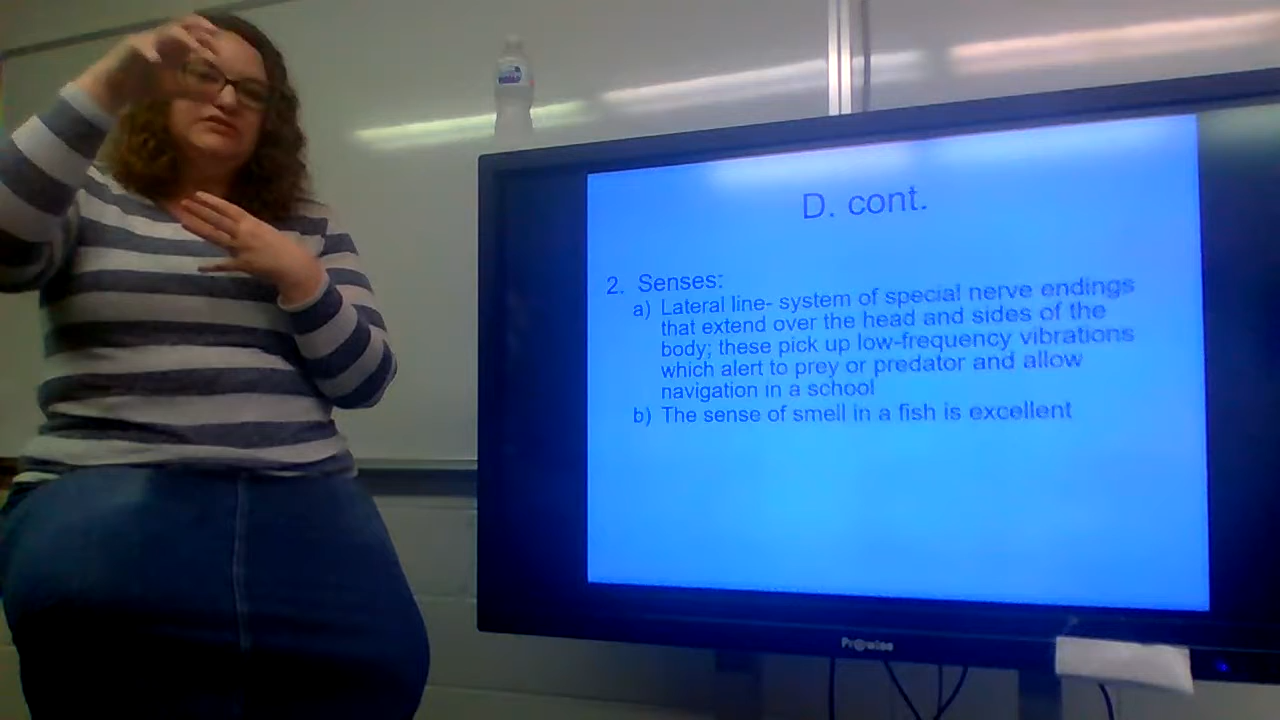 D. cont.
2. Senses:
a) Lateral line- system of special nerve endings
that extend over the head and sides of the
body; these pick up low-frequency vibrations
which alert to prey or predator and allow
navigation in a school
b) The sense of smell in a fish is excellent
Prowise